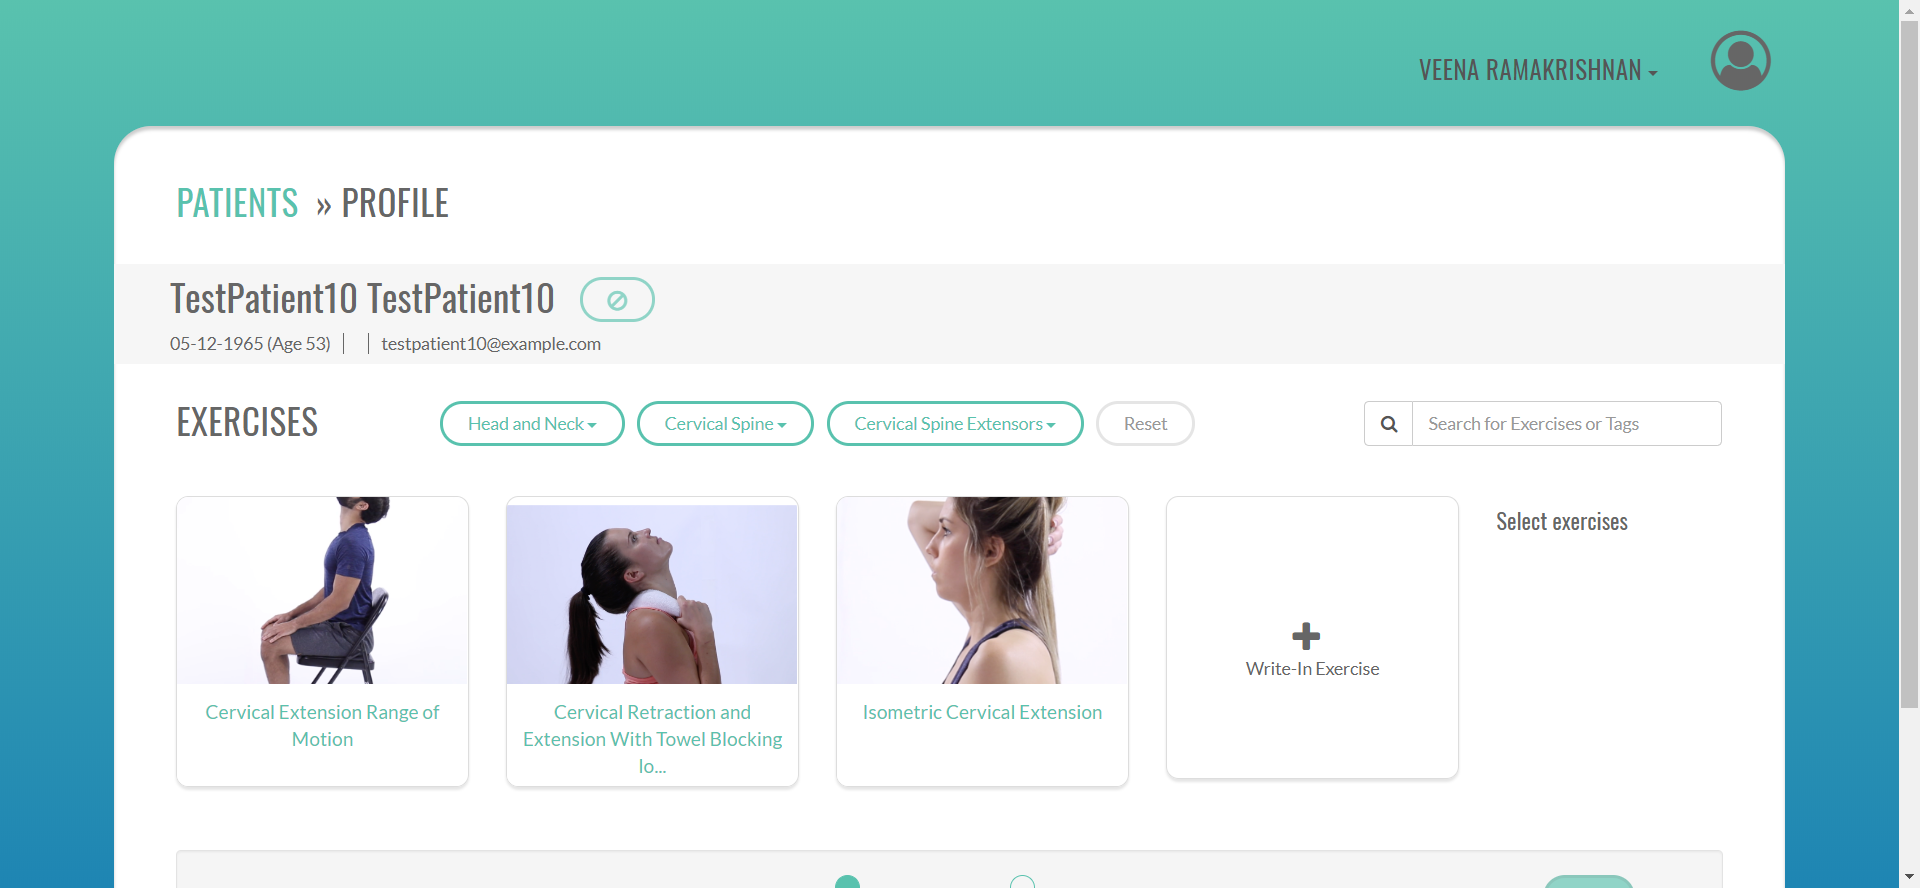 VEENA RAMAKRISHNAN
PATIENTS » PROFILE
TestPatient10 TestPatient10
05-12-1965 (Age 53) | | testpatient10@example.com
EXERCISES
Head and Neck
Cervical Spine
Cervical Spine Extensors
Reset
Search for Exercises or Tags
Cervical Extension Range of
Motion
Cervical Retraction and
Extension With Towel Blocking
lo...
Isometric Cervical Extension
Write-In Exercise
Select exercises